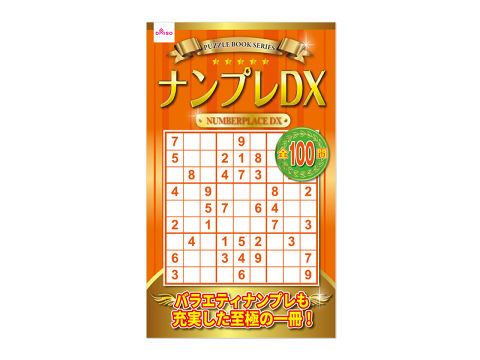 DAISO
PUZZLE BOOK SERIES
ナンプレDX
NUMBERPLACE DX
全100問
7 9
5 2 1 8
8 4 7 3
4 9 8 2
5 7 6 4
2 1 7 3
4 1 5 2 3
6 3 4 9 7
3 9 6
バラエティナンプレも
充実した至極の一冊！